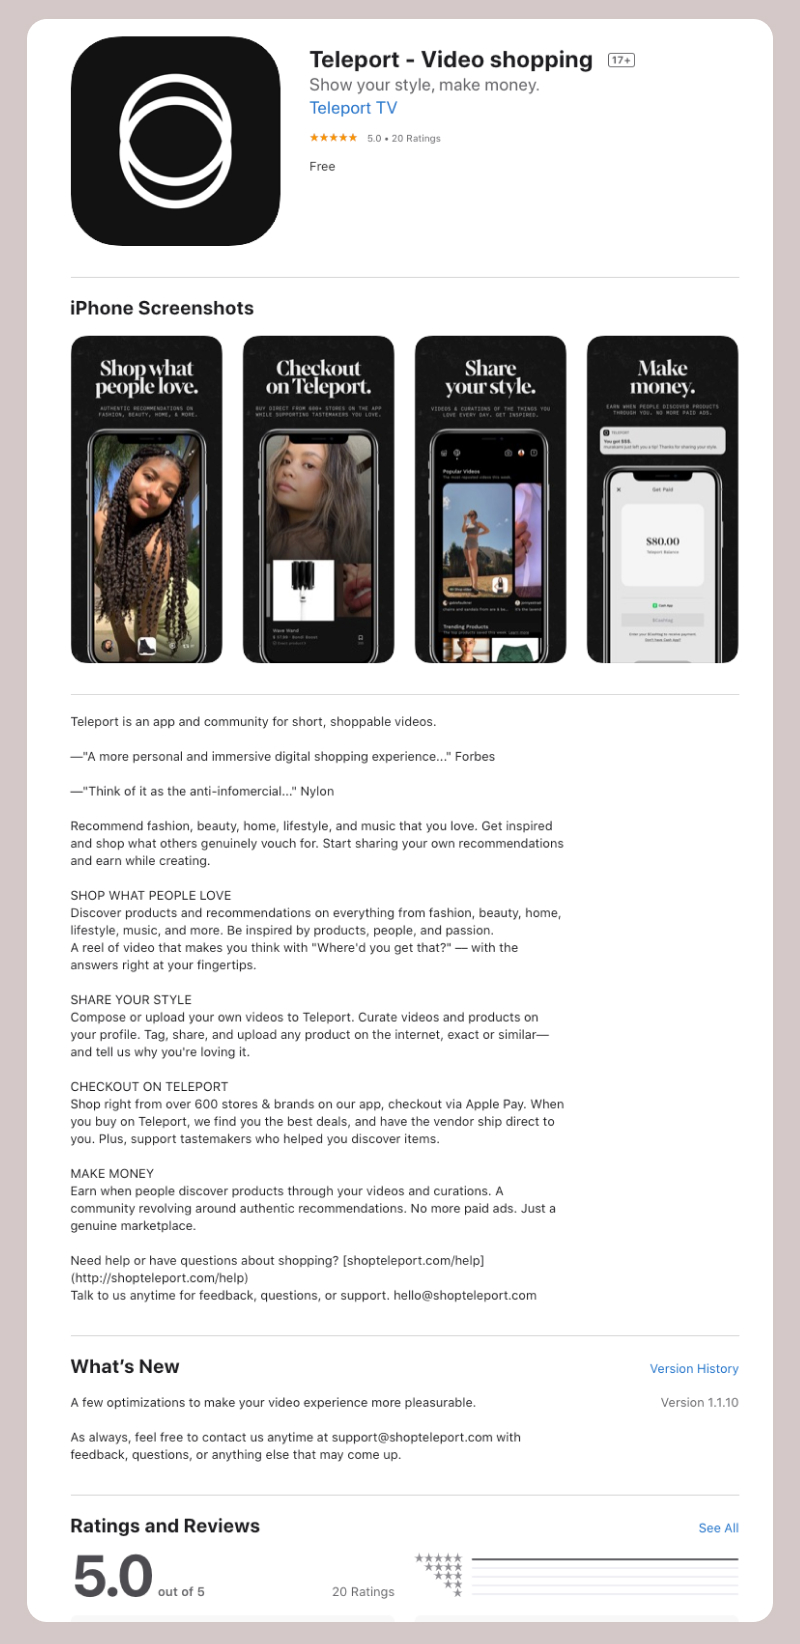 Teleport - Video shopping 17+
Show your style, make money.
Teleport TV
★★★★★ 5.0 • 20 Ratings
Free
iPhone Screenshots
Shop what
people love.
AUTHENTIC RECOMMENDATIONS ON
FASHION, BEAUTY, HOME, & MORE.
Checkout
on Teleport.
BUY DIRECT FROM 600+ STORES ON THE APP
WHILE SUPPORTING TASTEMAKERS YOU LOVE.
Share
your style.
VIDEOS & CURATIONS OF THE THINGS YOU
LOVE EVERY DAY. GET INSPIRED.
Popular Videos
The most reposted videos this week.
Trending Products
Make
money.
EARN WHEN PEOPLE DISCOVER PRODUCTS
THROUGH YOU. NO MORE PAID ADS.
Get Paid
$80.00
Teleport Balance
Cash App
$Cashtag
Teleport is an app and community for short, shoppable videos.
—"A more personal and immersive digital shopping experience..." Forbes
—"Think of it as the anti-infomercial..." Nylon
Recommend fashion, beauty, home, lifestyle, and music that you love. Get inspired
and shop what others genuinely vouch for. Start sharing your own recommendations
and earn while creating.
SHOP WHAT PEOPLE LOVE
Discover products and recommendations on everything from fashion, beauty, home,
lifestyle, music, and more. Be inspired by products, people, and passion.
A reel of video that makes you think with "Where'd you get that?" — with the
answers right at your fingertips.
SHARE YOUR STYLE
Compose or upload your own videos to Teleport. Curate videos and products on
your profile. Tag, share, and upload any product on the internet, exact or similar—
and tell us why you're loving it.
CHECKOUT ON TELEPORT
Shop right from over 600 stores & brands on our app, checkout via Apple Pay. When
you buy on Teleport, we find you the best deals, and have the vendor ship direct to
you. Plus, support tastemakers who helped you discover items.
MAKE MONEY
Earn when people discover products through your videos and curations. A
community revolving around authentic recommendations. No more paid ads. Just a
genuine marketplace.
Need help or have questions about shopping? [shopteleport.com/help]
(http://shopteleport.com/help)
Talk to us anytime for feedback, questions, or support. hello@shopteleport.com
What's New
Version History
A few optimizations to make your video experience more pleasurable.
Version 1.1.10
As always, feel free to contact us anytime at support@shopteleport.com with
feedback, questions, or anything else that may come up.
Ratings and Reviews
See All
5.0 out of 5
20 Ratings